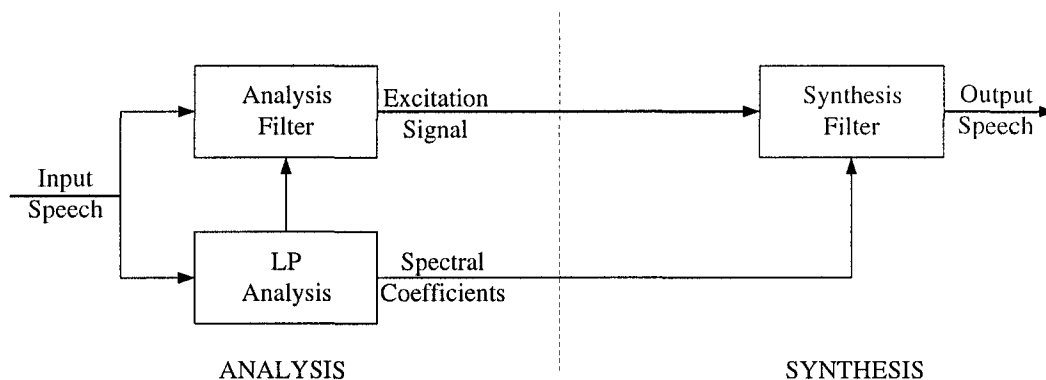 Analysis
Filter
Excitation
Signal
Synthesis
Filter
Output
Speech
Input
Speech
LP
Analysis
Spectral
Coefficients
ANALYSIS
SYNTHESIS